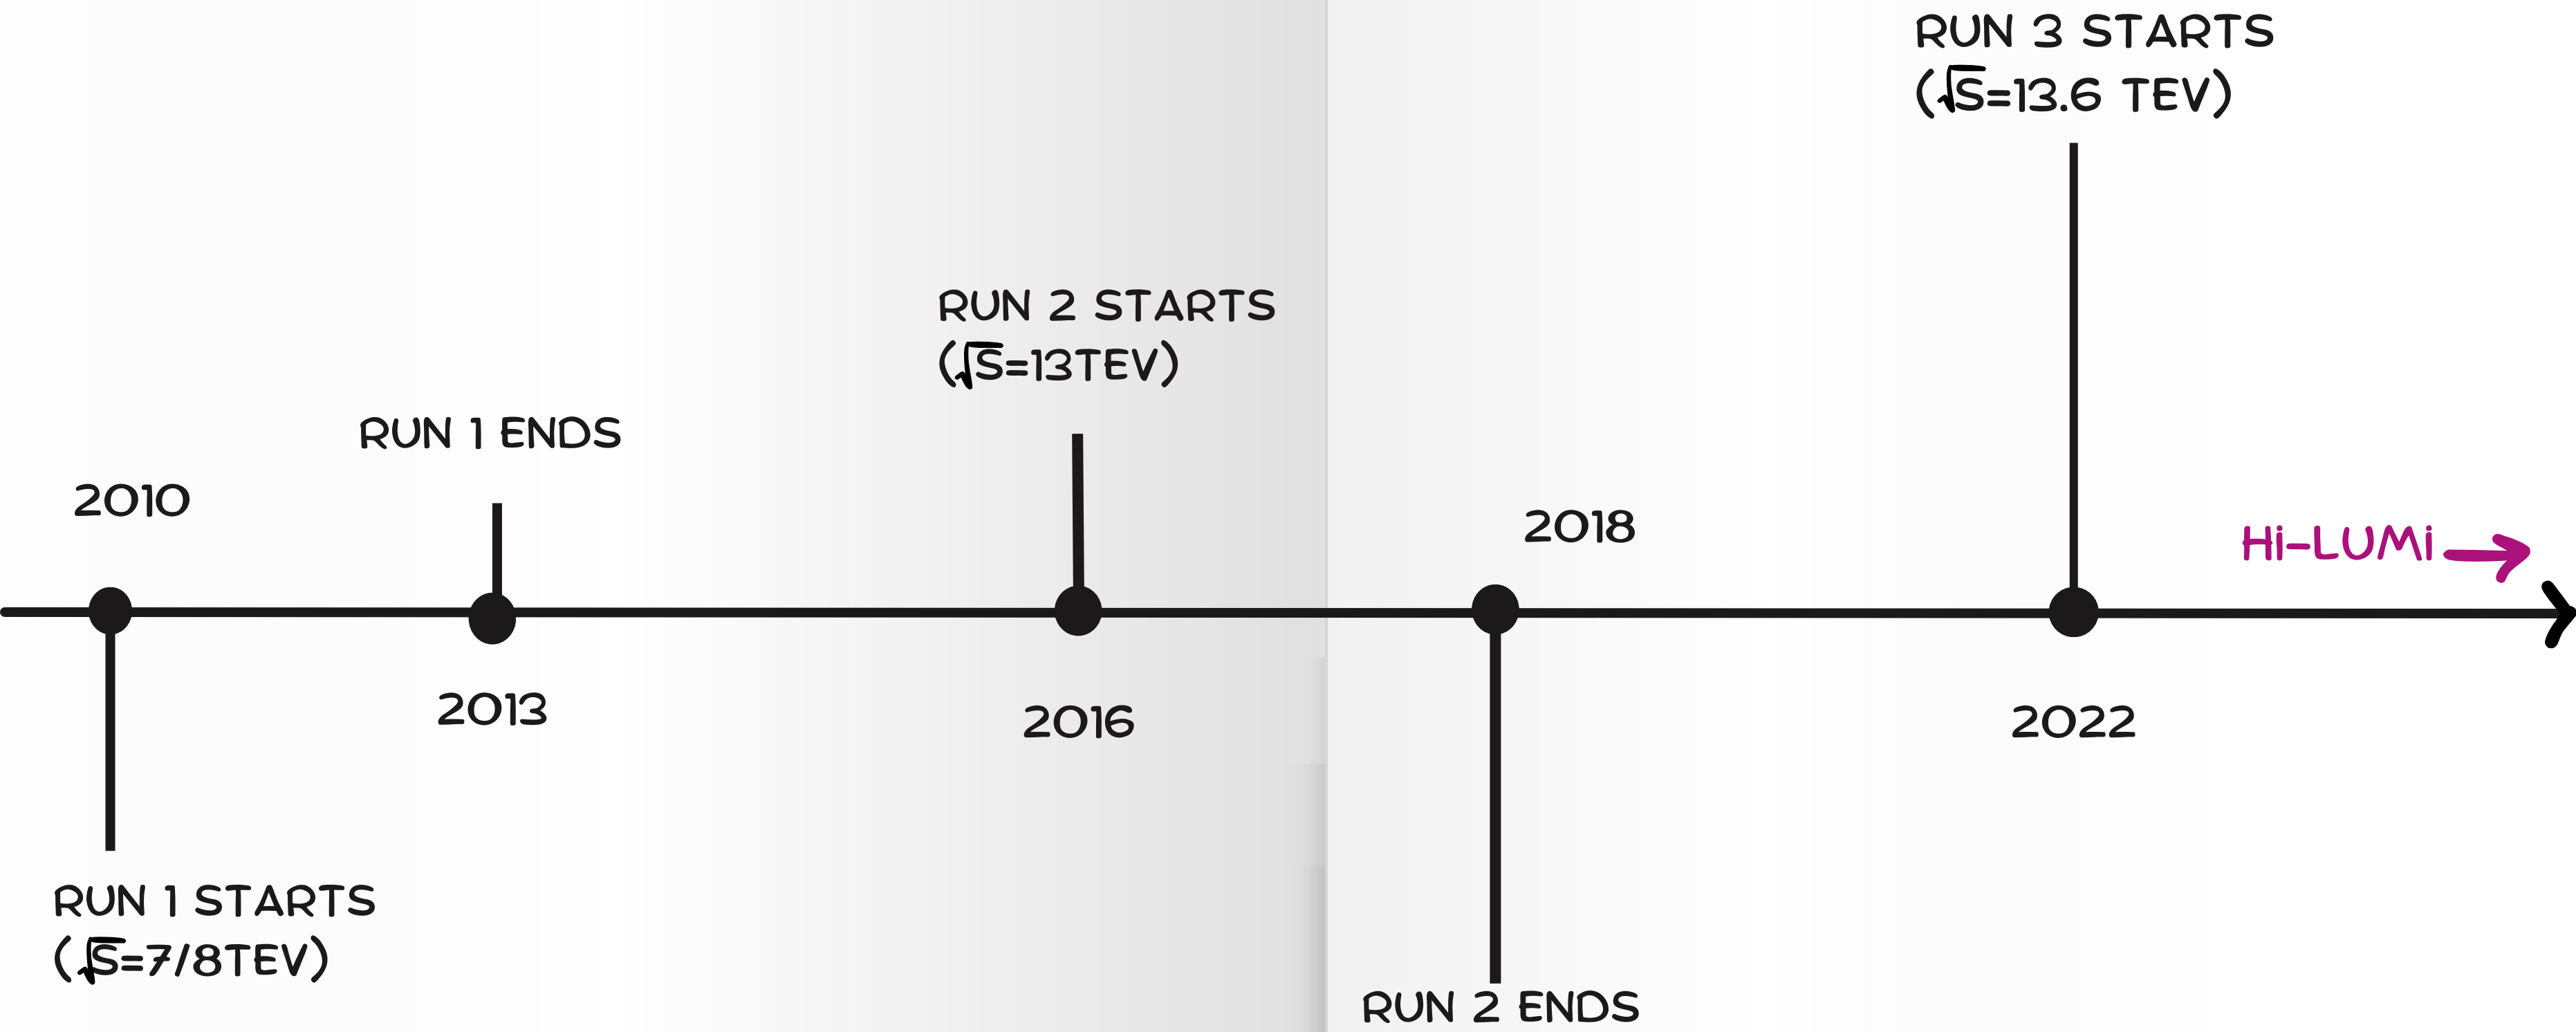 2010
RUN 1 STARTS
(√S=7/8TEV)
RUN 1 ENDS
2013
RUN 2 STARTS
(√S=13TEV)
2016
2018
RUN 2 ENDS
RUN 3 STARTS
(√S=13.6 TEV)
2022
Hi-LUMi